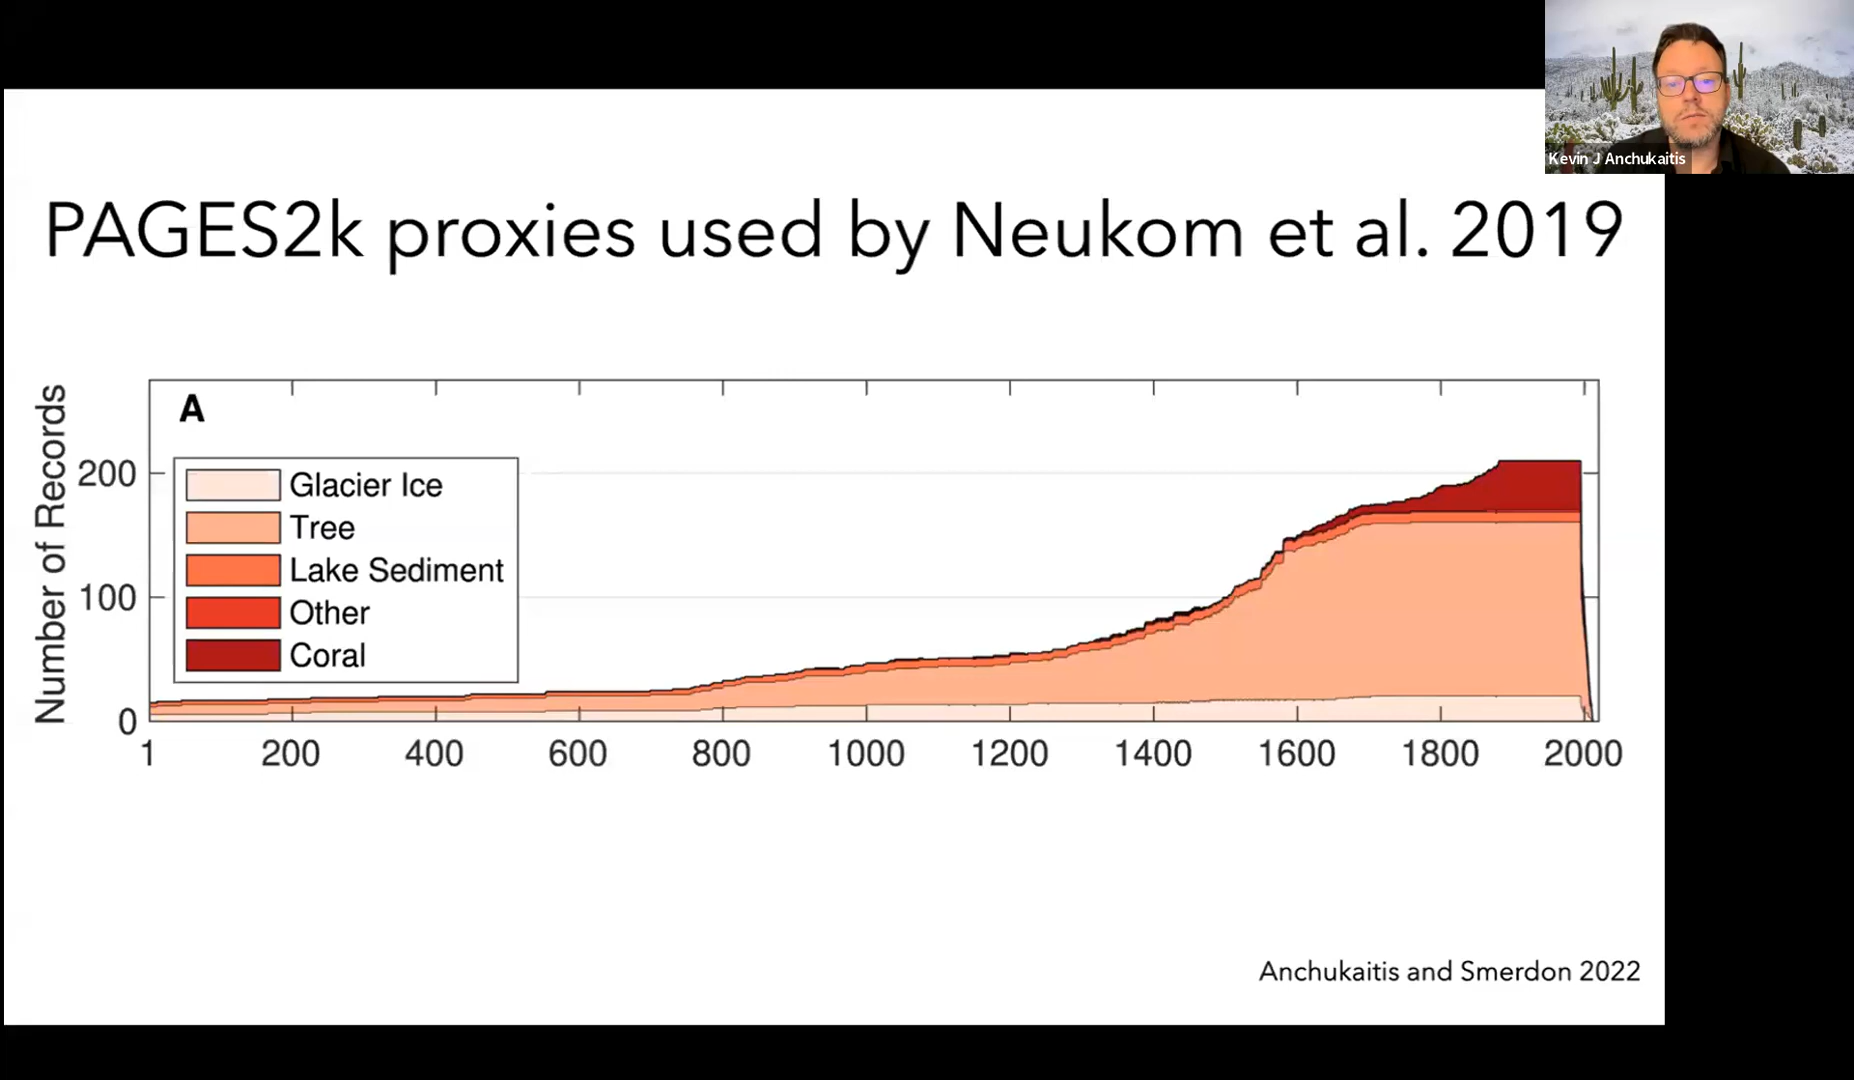 Kevin J Anchukaitis
PAGES2k proxies used by Neukom et al. 2019
A
Number of Records
200
100
0
Glacier Ice
Tree
Lake Sediment
Other
Coral
1 200 400 600 800 1000 1200 1400 1600 1800 2000
Anchukaitis and Smerdon 2022